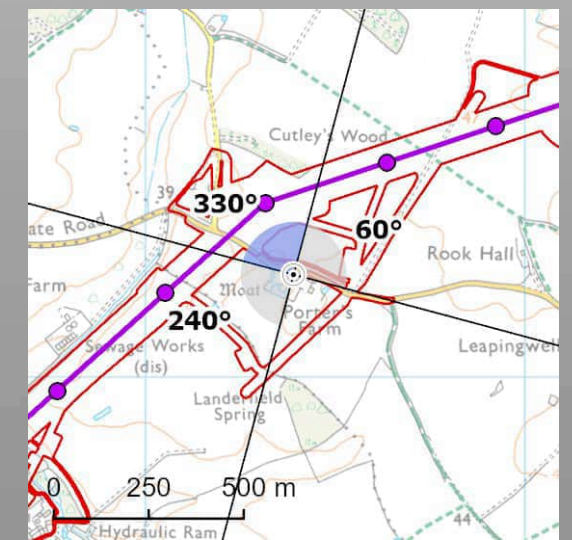 Cutley's Wood
39
330°
60°
ate Road
Rook Hall
arm
Moat
Porter's
Farm
240°
Sewage Works
(dis)
Leapingwel
Landerfield
Spring
0 250 500 m
44
Hydraulic Ram